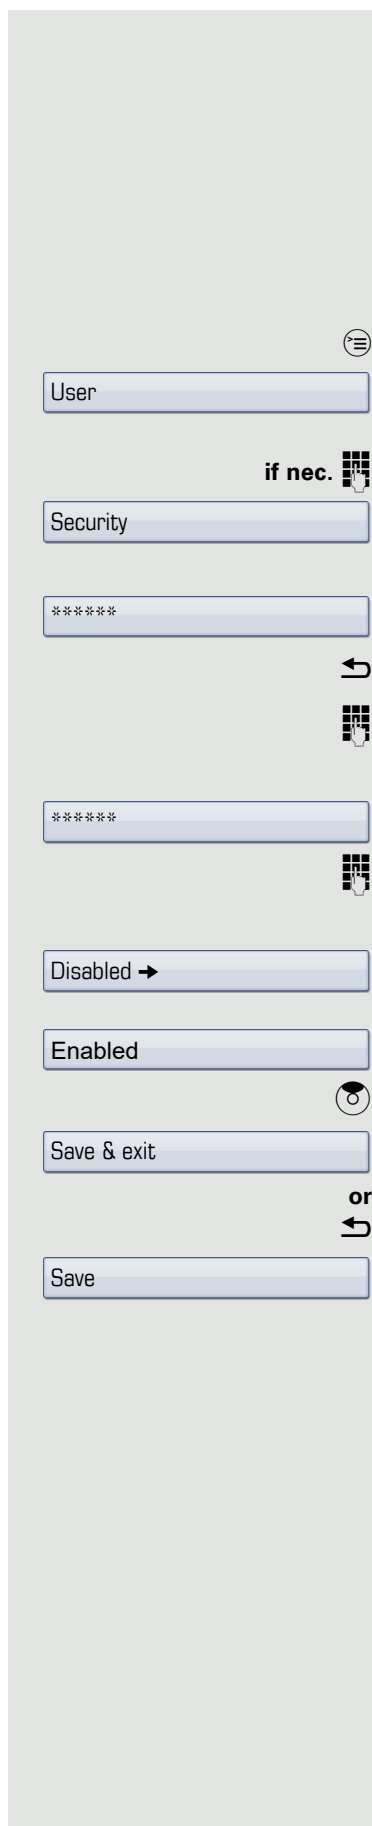 User
if nec.
Security
******
******
Disabled →
Enabled
Save & exit
or
Save